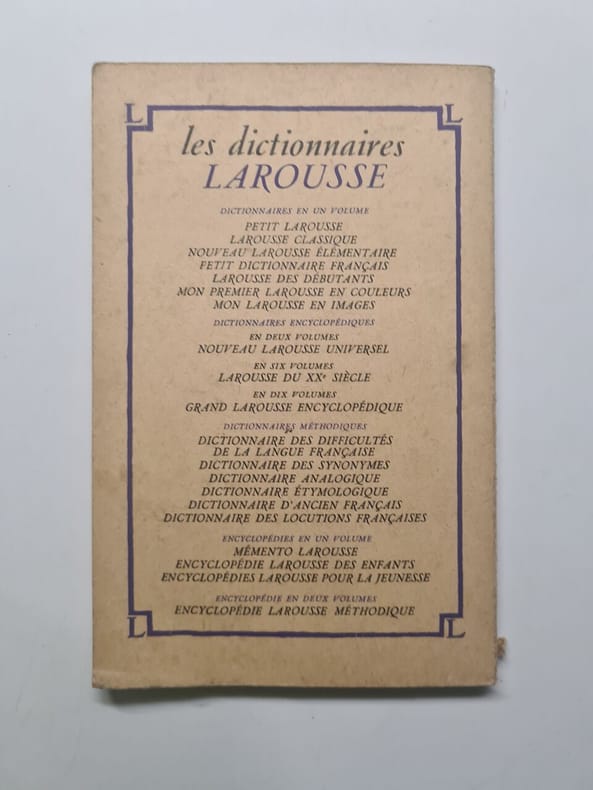 L L
les dictionnaires
LAROUSSE
DICTIONNAIRES EN UN VOLUME
PETIT LAROUSSE
LAROUSSE CLASSIQUE
NOUVEAU LAROUSSE ÉLÉMENTAIRE
PETIT DICTIONNAIRE FRANÇAIS
LAROUSSE DES DÉBUTANTS
MON PREMIER LAROUSSE EN COULEURS
MON LAROUSSE EN IMAGES
DICTIONNAIRES ENCYCLOPÉDIQUES
EN DEUX VOLUMES
NOUVEAU LAROUSSE UNIVERSEL
EN SIX VOLUMES
LAROUSSE DU XXe SIÈCLE
EN DIX VOLUMES
GRAND LAROUSSE ENCYCLOPÉDIQUE
DICTIONNAIRES MÉTHODIQUES
DICTIONNAIRE DES DIFFICULTÉS
DE LA LANGUE FRANÇAISE
DICTIONNAIRE DES SYNONYMES
DICTIONNAIRE ANALOGIQUE
DICTIONNAIRE ÉTYMOLOGIQUE
DICTIONNAIRE D'ANCIEN FRANÇAIS
DICTIONNAIRE DES LOCUTIONS FRANÇAISES
ENCYCLOPÉDIES EN UN VOLUME
MÉMENTO LAROUSSE
ENCYCLOPÉDIE LAROUSSE DES ENFANTS
ENCYCLOPÉDIES LAROUSSE POUR LA JEUNESSE
ENCYCLOPÉDIE EN DEUX VOLUMES
ENCYCLOPÉDIE LAROUSSE MÉTHODIQUE
L L